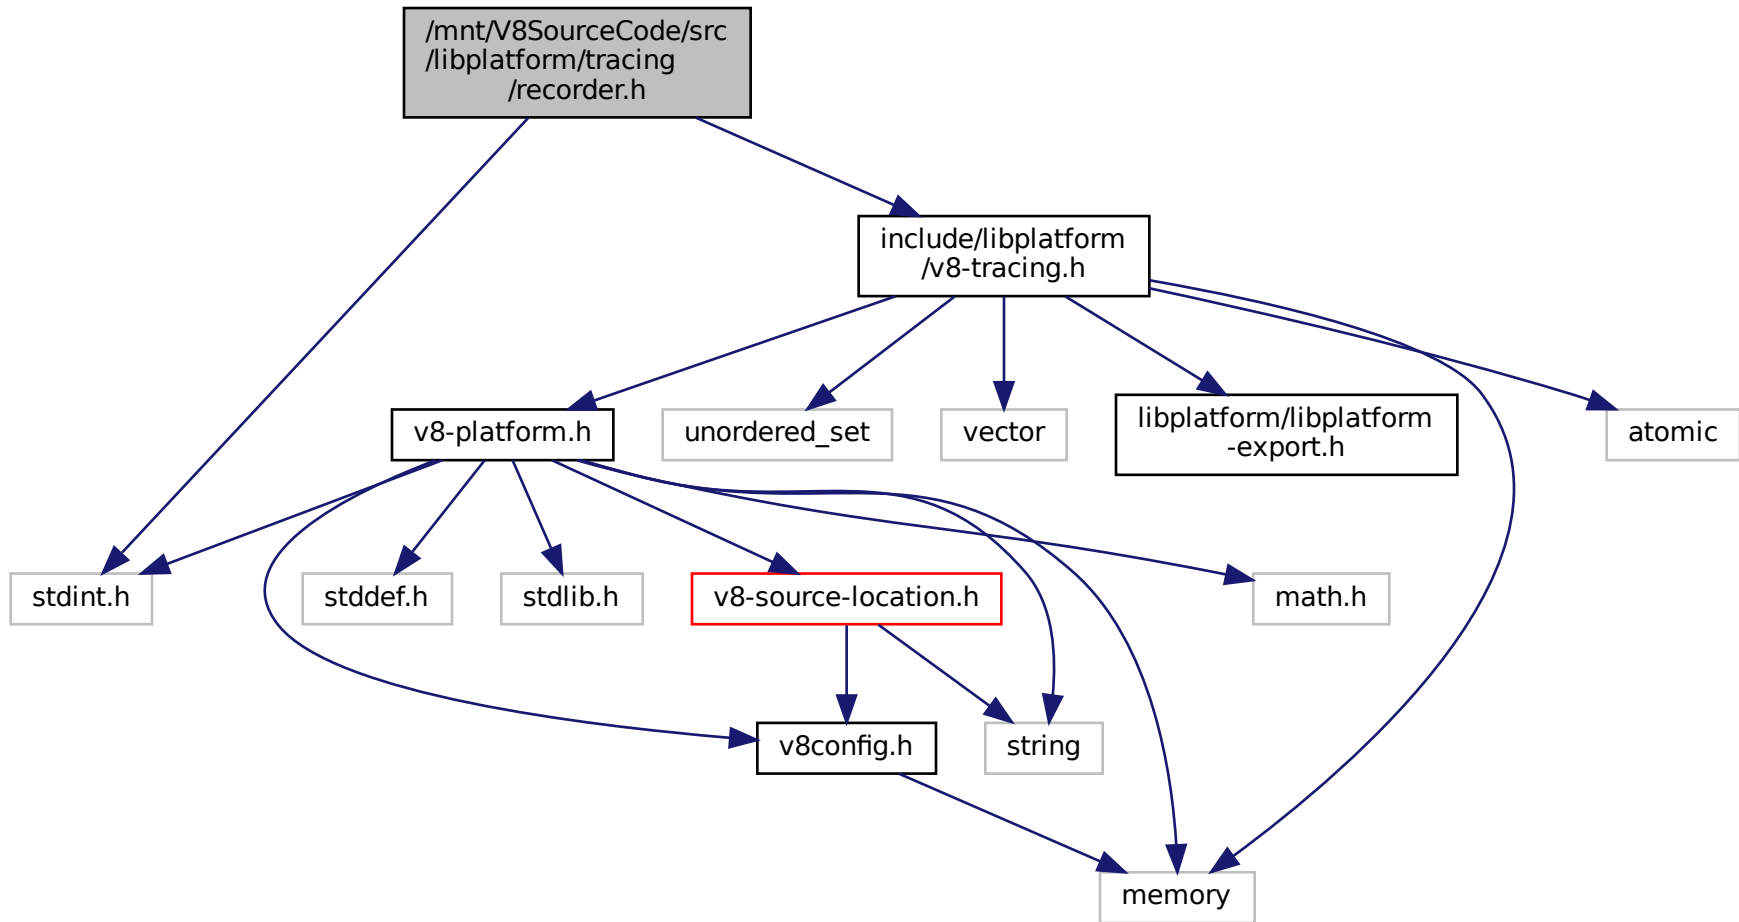 /mnt/V8SourceCode/src
/libplatform/tracing
/recorder.h
include/libplatform
/v8-tracing.h
v8-platform.h
unordered_set
vector
libplatform/libplatform
-export.h
atomic
stdint.h
stddef.h
stdlib.h
v8-source-location.h
math.h
v8config.h
string
memory